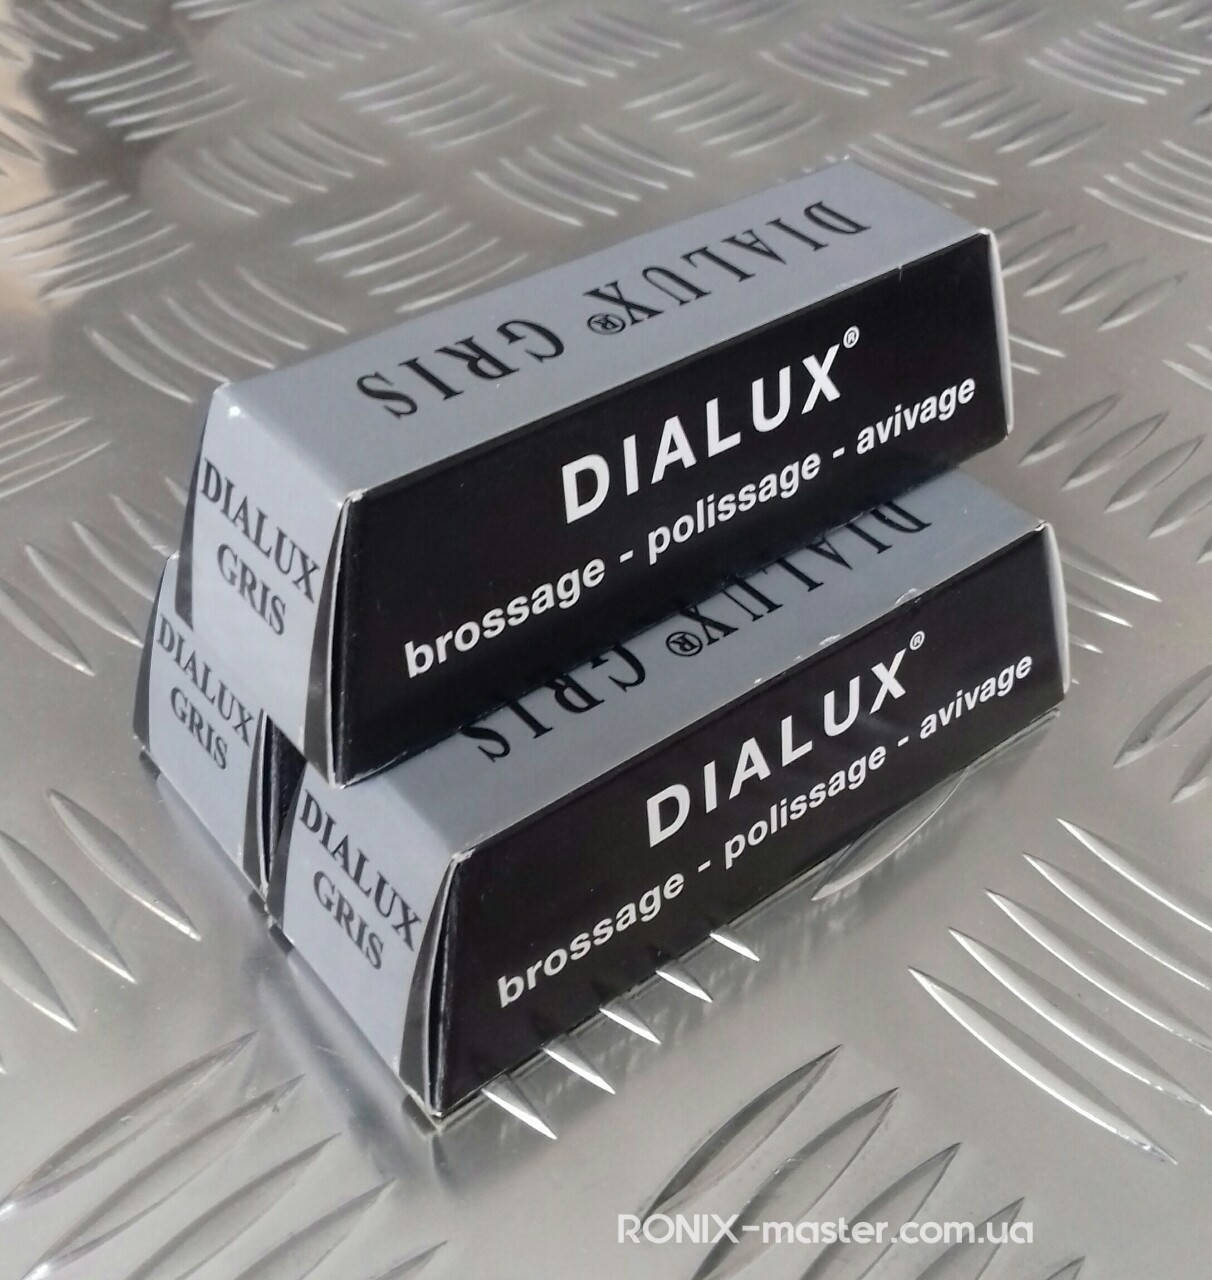 DIALUX® GRIS
DIALUX
GRIS
DIALUX®
brossage - polissage - avivage
DIALUX® GRIS
DIALUX
GRIS
DIALUX
GRIS
DIALUX®
brossage - polissage - avivage
RONIX-master.com.ua